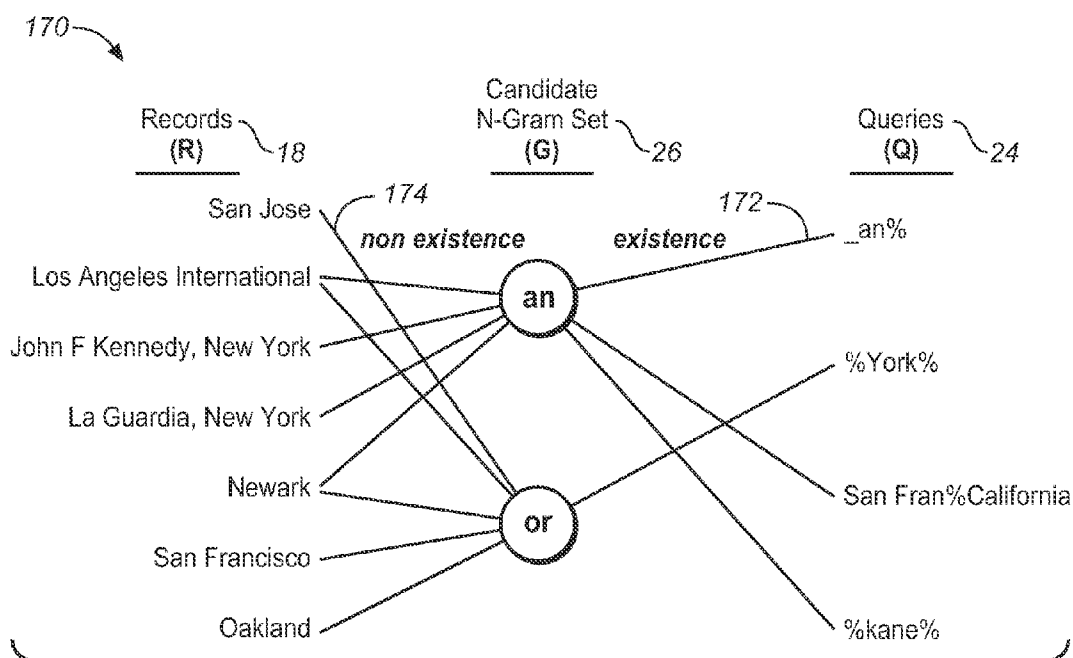 170
Records
(R)
18
Candidate
N-Gram Set
(G)
26
Queries
(Q)
24
San Jose
174
non existence
existence
172
_an%
Los Angeles International
an
John F Kennedy, New York
%York%
La Guardia, New York
Newark
San Fran%California
or
San Francisco
Oakland
%kane%